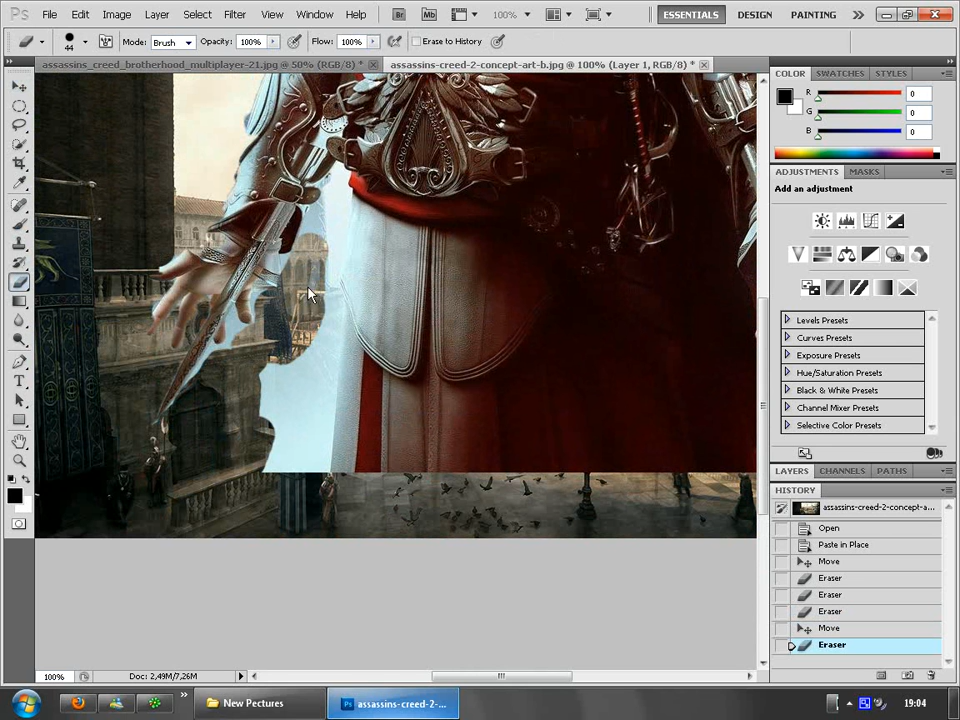 Ps File Edit Image Layer Select Filter View Window Help Br Mb 100% ESSENTIALS DESIGN PAINTING
44 Mode: Brush Opacity: 100% Flow: 100% Erase to History
assassins_creed_brotherhood_multiplayer-21.jpg @ 50% (RGB/8) * assassins-creed-2-concept-art-b.jpg @ 100% (Layer 1, RGB/8) *
COLOR SWATCHES STYLES
R 0
G 0
B 0
ADJUSTMENTS MASKS
Add an adjustment
Levels Presets
Curves Presets
Exposure Presets
Hue/Saturation Presets
Black & White Presets
Channel Mixer Presets
Selective Color Presets
LAYERS CHANNELS PATHS
HISTORY
assassins-creed-2-concept-a...
Open
Paste in Place
Move
Eraser
Eraser
Eraser
Move
Eraser
100% Doc: 2,49M/7,26M
New Pectures Ps assassins-creed-2-... 19:04